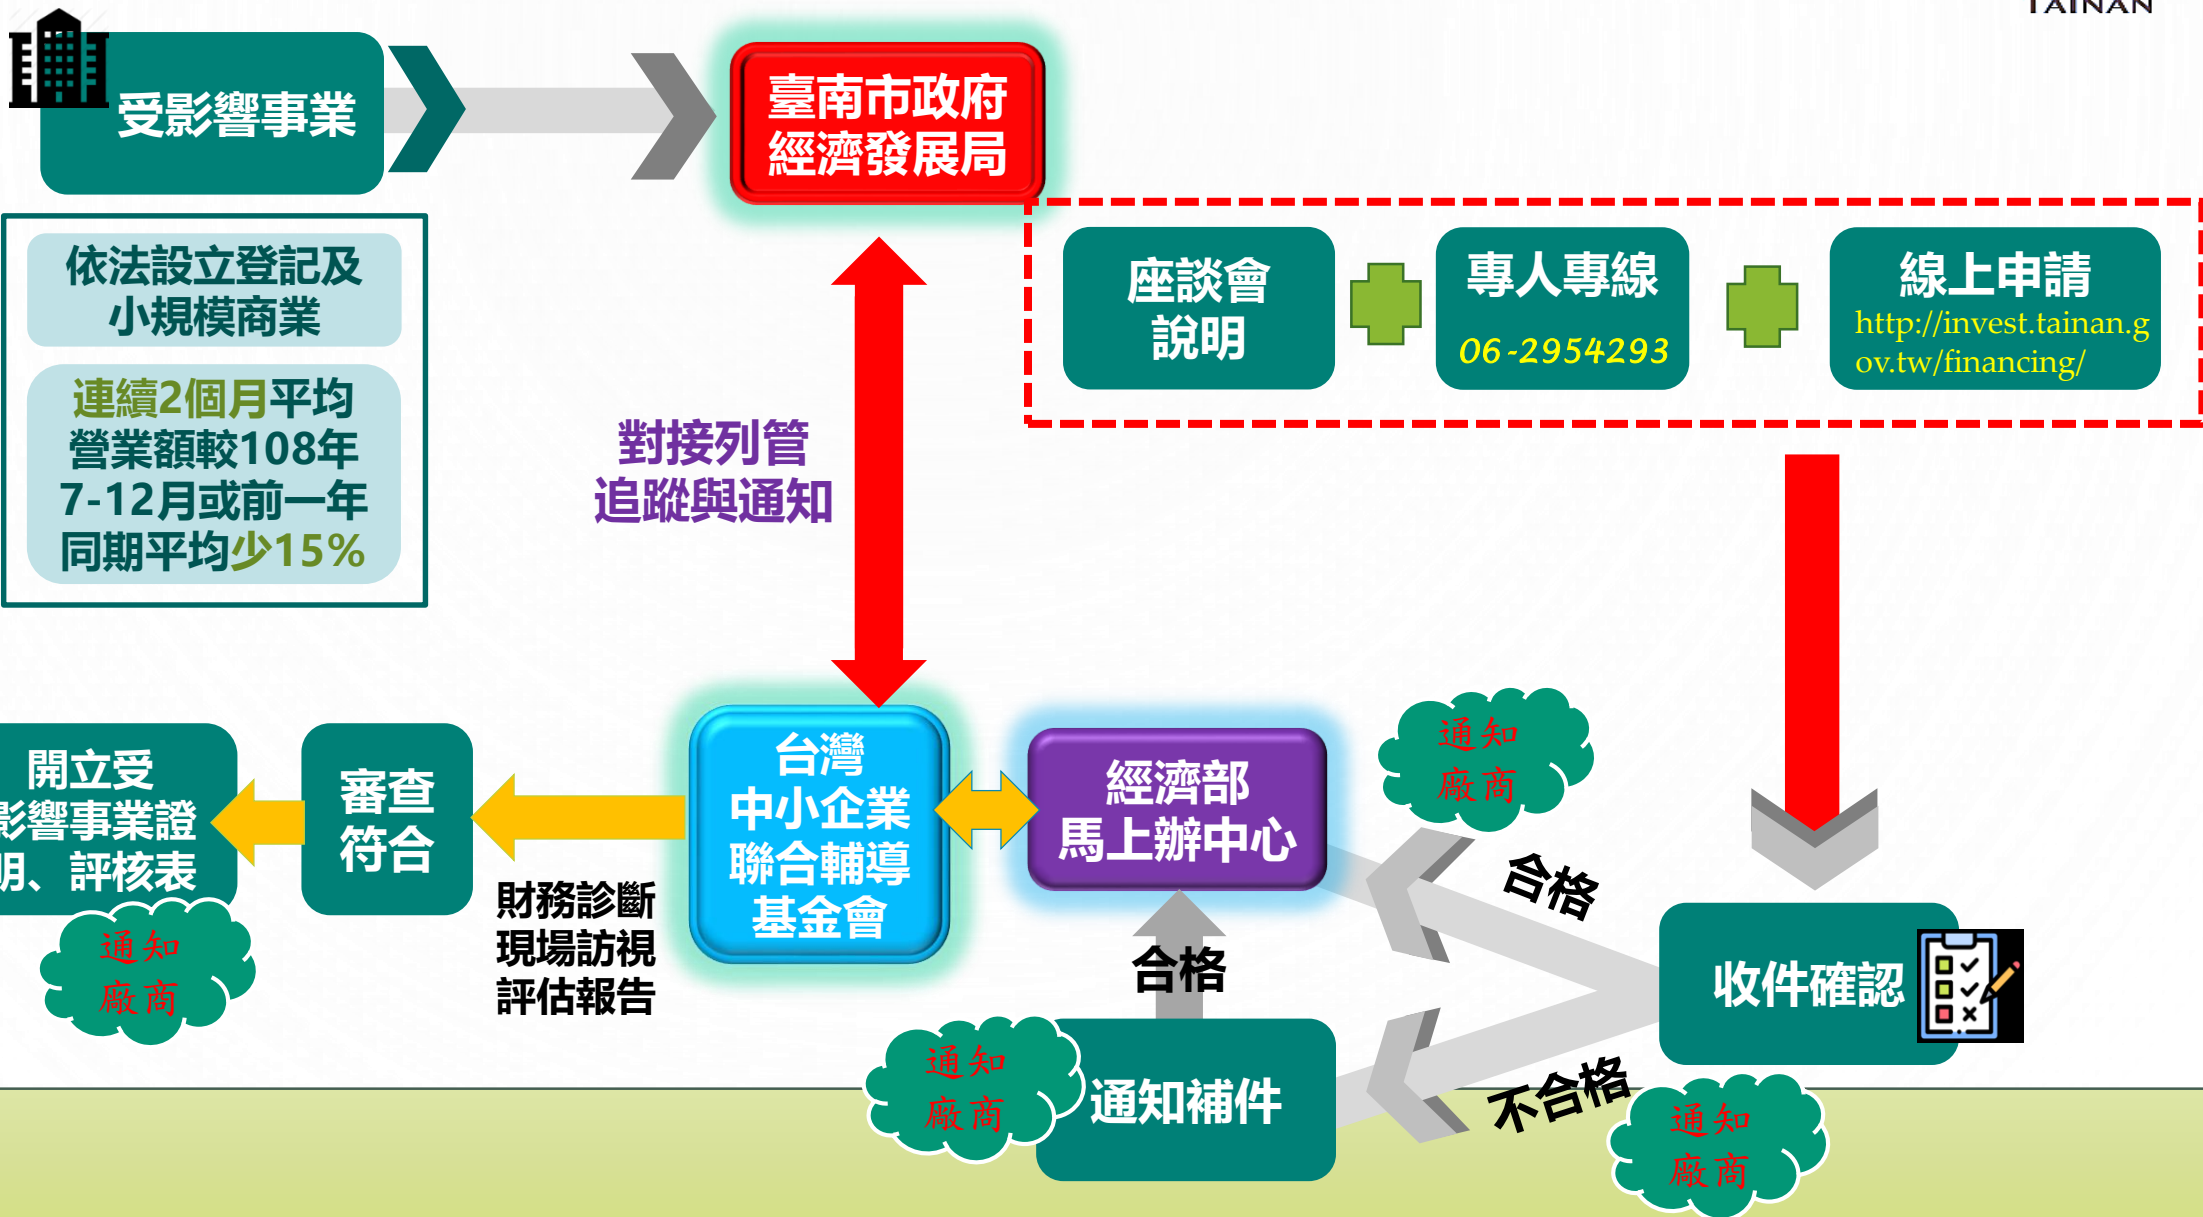 TAINAN
受影響事業
臺南市政府
經濟發展局
依法設立登記及
小規模商業
連續2個月平均
營業額較108年
7-12月或前一年
同期平均少15%
座談會
說明
專人專線
06-2954293
線上申請
http://invest.tainan.g
ov.tw/financing/
對接列管
追蹤與通知
開立受
影響事業證
明、評核表
通知
廠商
審查
符合
財務診斷
現場訪視
評估報告
台灣
中小企業
聯合輔導
基金會
經濟部
馬上辦中心
通知
廠商
合格
合格
收件確認
通知
廠商
通知補件
不合格
通知
廠商